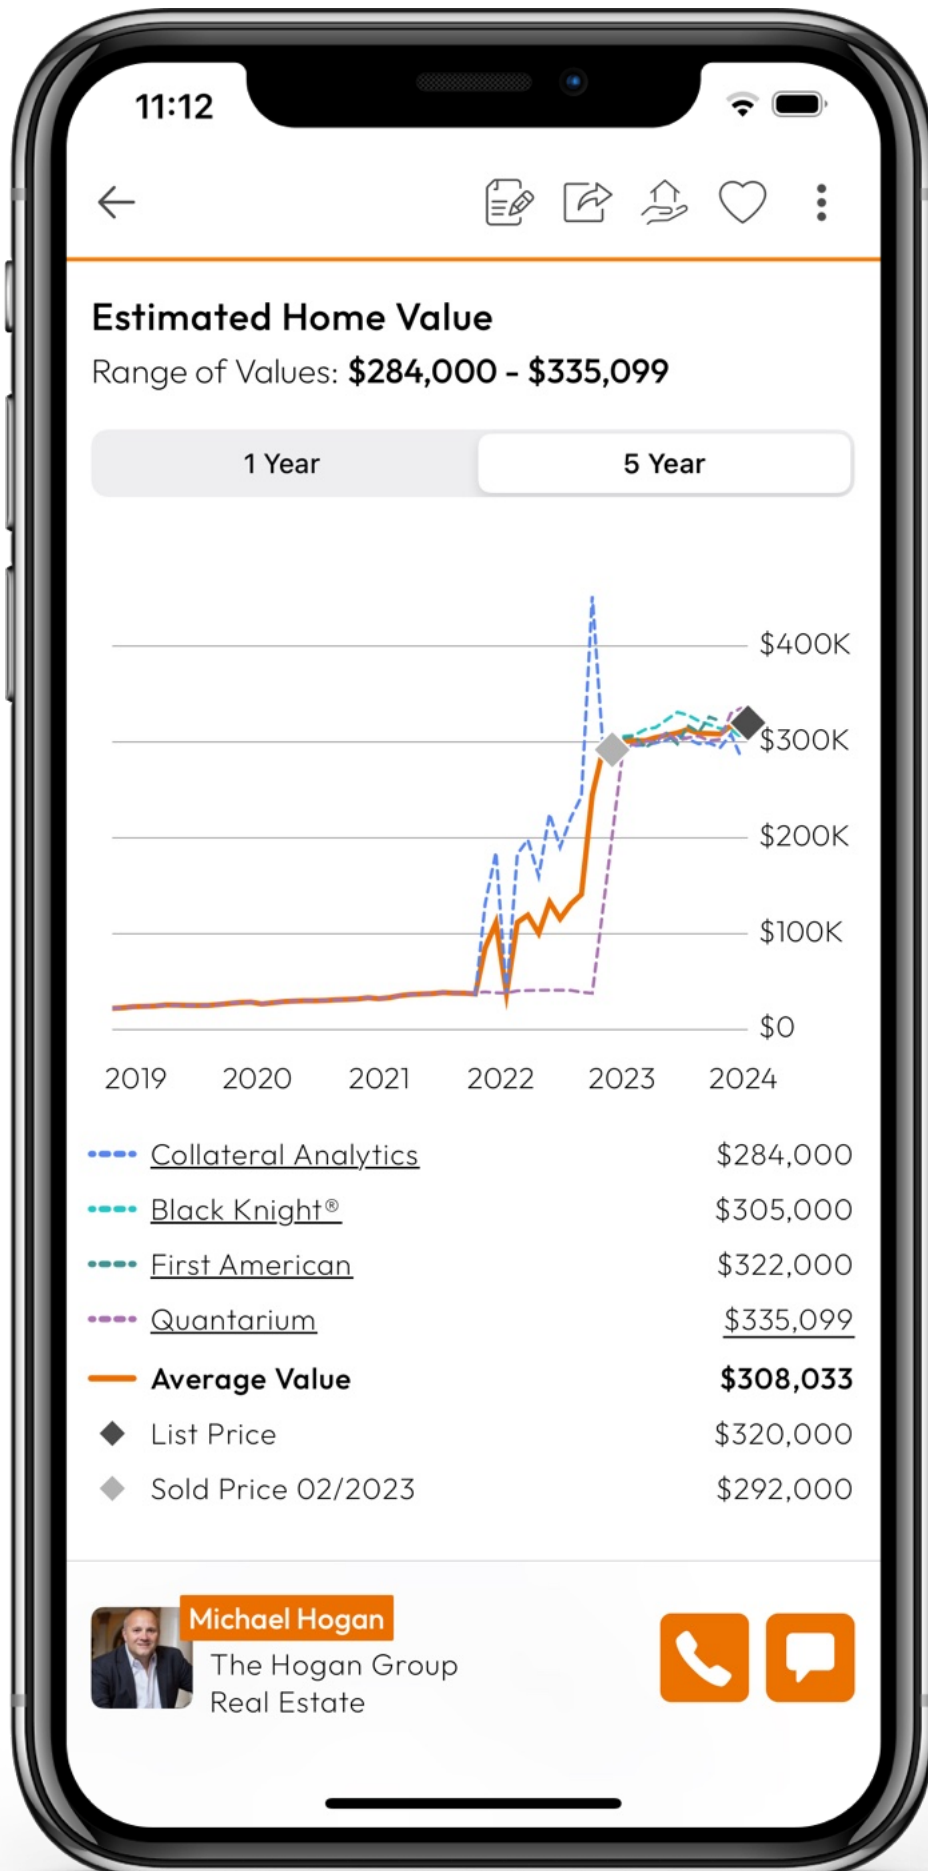 11:12
Estimated Home Value
Range of Values: $284,000 - $335,099
1 Year 5 Year
$400K
$300K
$200K
$100K
$0
2019 2020 2021 2022 2023 2024
Collateral Analytics $284,000
Black Knight® $305,000
First American $322,000
Quantarium $335,099
Average Value $308,033
List Price $320,000
Sold Price 02/2023 $292,000
Michael Hogan
The Hogan Group
Real Estate